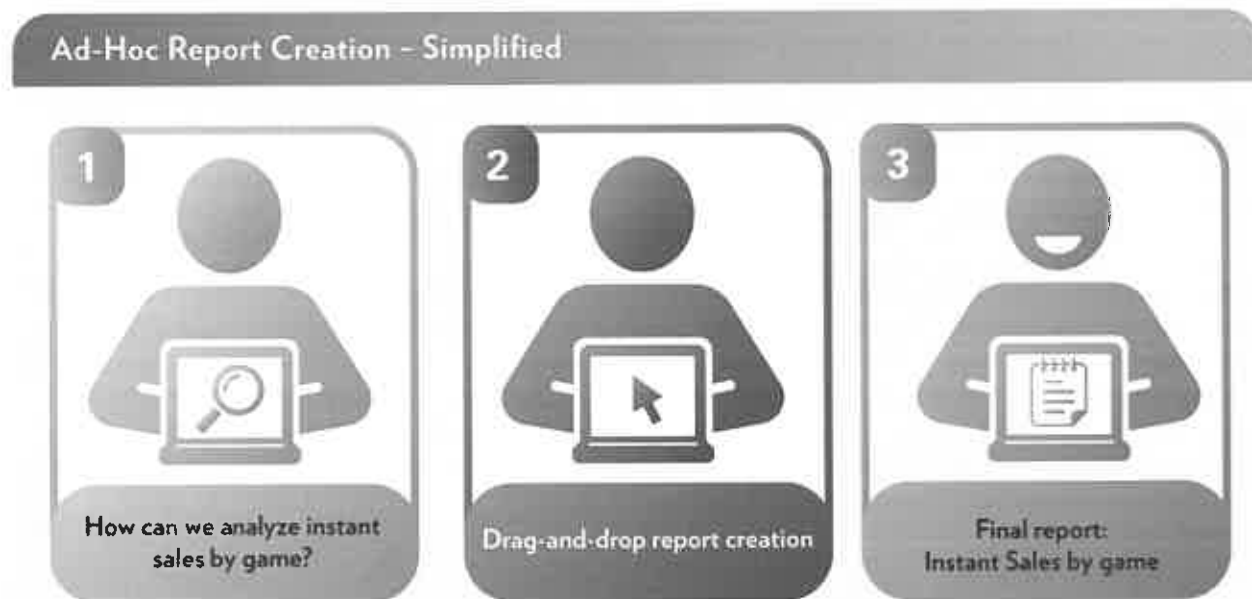 Ad-Hoc Report Creation - Simplified
1
2
3
How can we analyze instant
sales by game?
Drag-and-drop report creation
Final report:
Instant Sales by game